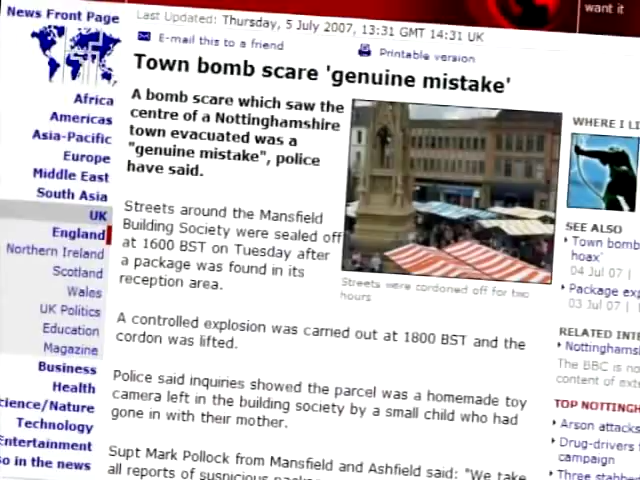 want it
News Front Page
Last Updated: Thursday, 5 July 2007, 13:31 GMT 14:31 UK
E-mail this to a friend
Printable version
Town bomb scare 'genuine mistake'
A bomb scare which saw the
centre of a Nottinghamshire
town evacuated was a
"genuine mistake", police
have said.
Streets around the Mansfield
Building Society were sealed off
at 1600 BST on Tuesday after
a package was found in its
reception area.
Streets were cordoned off for two
hours
A controlled explosion was carried out at 1800 BST and the
cordon was lifted.
Police said inquiries showed the parcel was a homemade toy
camera left in the building society by a small child who had
gone in with their mother.
Supt Mark Pollock from Mansfield and Ashfield said: "We take
all reports of suspicious
Africa
Americas
Asia-Pacific
Europe
Middle East
South Asia
UK
England
Northern Ireland
Scotland
Wales
UK Politics
Education
Magazine
Business
Health
cience/Nature
Technology
Entertainment
so in the news
WHERE I LI
SEE ALSO
Town bomb
hoax'
04 Jul 07 |
Package exp
03 Jul 07 |
RELATED INTE
Nottinghams
The BBC is no
content of ext
TOP NOTTINGH
Arson attacks
Drug-drivers
campaign
Three stabbed